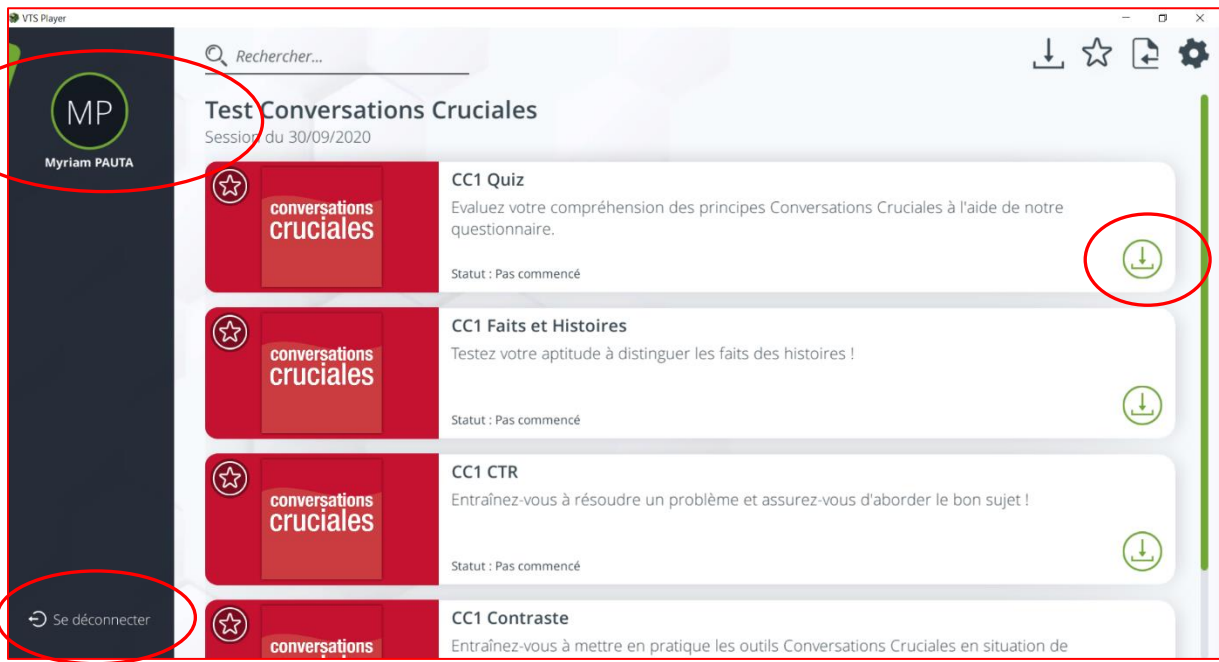 VTS Player
Rechercher...
MP
Myriam PAUTA
Test Conversations Cruciales
Session du 30/09/2020
conversations
cruciales
CC1 Quiz
Evaluez votre compréhension des principes Conversations Cruciales à l'aide de notre
questionnaire.
Statut : Pas commencé
conversations
cruciales
CC1 Faits et Histoires
Testez votre aptitude à distinguer les faits des histoires !
Statut : Pas commencé
conversations
cruciales
CC1 CTR
Entraînez-vous à résoudre un problème et assurez-vous d'aborder le bon sujet !
Statut : Pas commencé
Se déconnecter
conversations
CC1 Contraste
Entraînez-vous à mettre en pratique les outils Conversations Cruciales en situation de